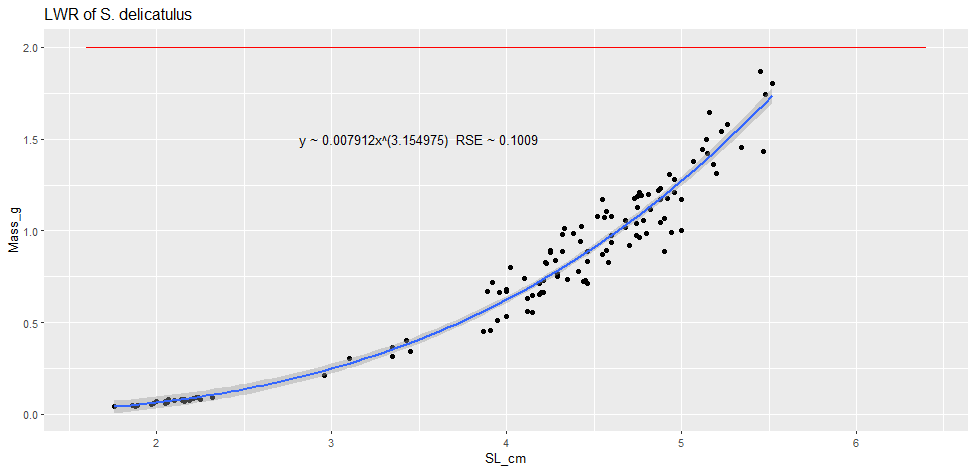 LWR of S. delicatulus
2.0
1.5
1.0
0.5
0.0
Mass_g
y ~ 0.007912x^(3.154975)  RSE ~ 0.1009
2 3 4 5 6
SL_cm